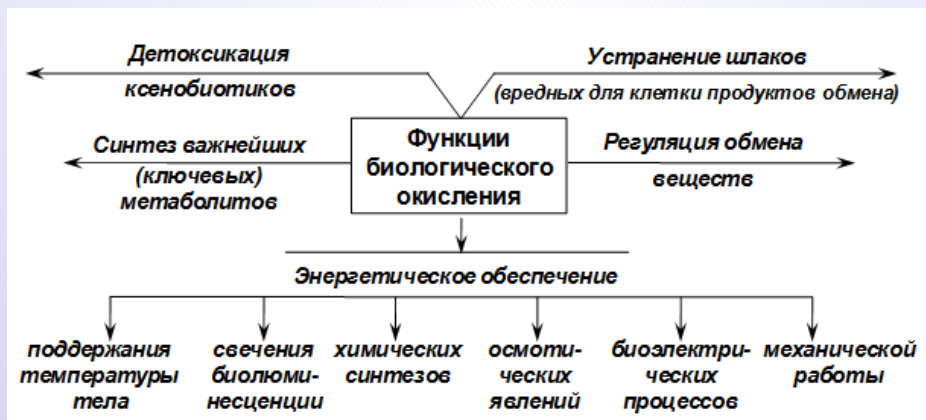 Детоксикация
ксенобиотиков
Устранение шлаков
(вредных для клетки продуктов обмена)
Функции
биологического
окисления
Синтез важнейших
(ключевых)
метаболитов
Регуляция обмена
веществ
Энергетическое обеспечение
поддержания
температуры
тела
свечения
биолюми-
несценции
химических
синтезов
осмоти-
ческих
явлений
биоэлектри-
ческих
процессов
механической
работы